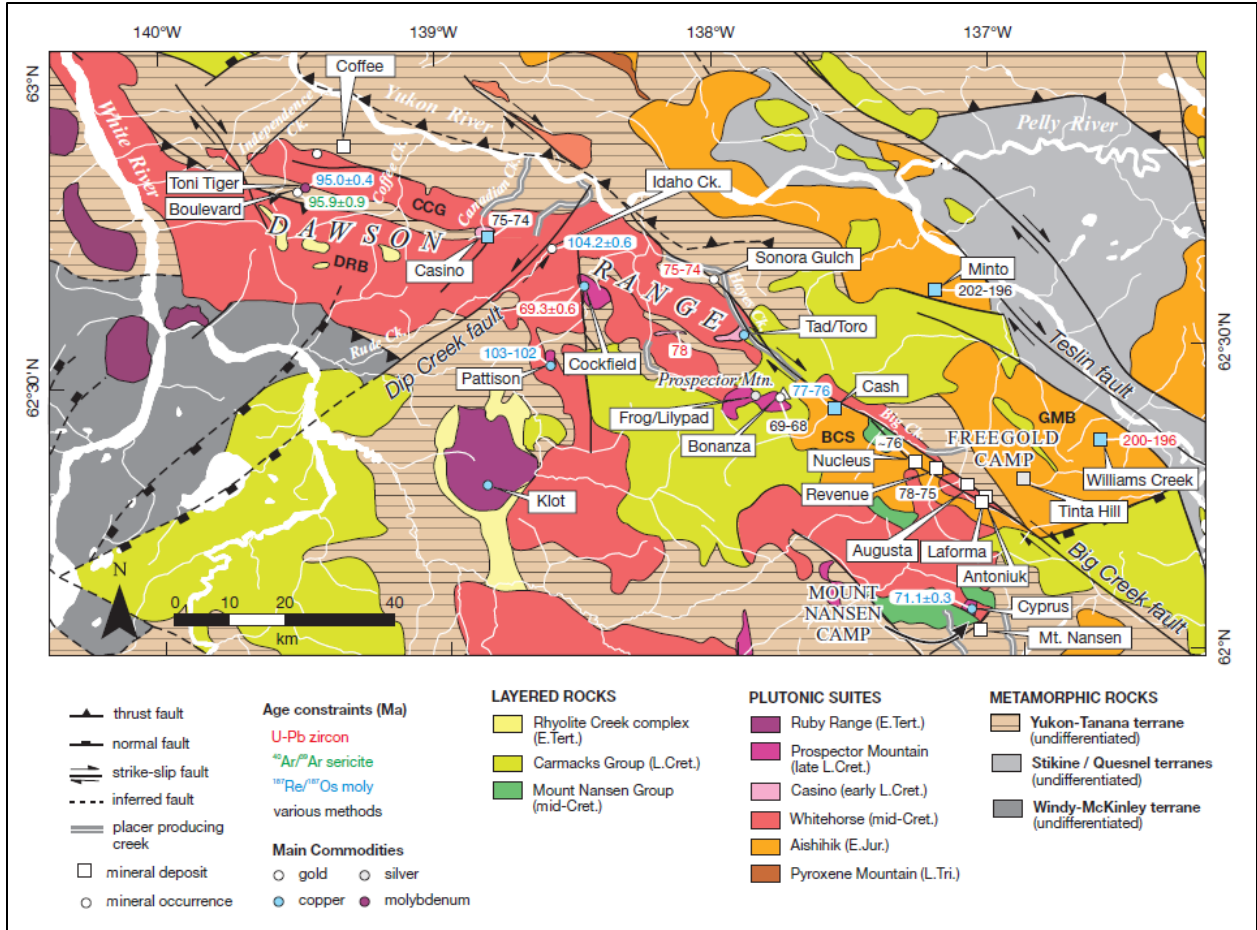 140°W
139°W
138°W
137°W
63°N
63°N
62°30'N
62°30'N
62°N
Coffee
White River
Independence Ck.
Yukon River
Pelly River
Toni Tiger
95.0±0.4
Boulevard
95.9±0.9
Coffee Ck.
CCG
Canadian Ck.
75-74
Idaho Ck.
DAWSON
RANGE
DRB
Casino
104.2±0.6
75-74
Sonora Gulch
Minto
202-196
Hayes Ck.
69.3±0.6
Tad/Toro
Rude Ck.
Dip Creek fault
103-102
Cockfield
78
Teslin fault
Pattison
Prospector Mtn.
77-76
Cash
Frog/Lilypad
Bonanza
69-68
BCS
Big Ck.
~76
FREEGOLD
CAMP
GMB
200-196
Nucleus
Williams Creek
Klot
Revenue
78-75
Tinta Hill
Augusta
Laforma
Antoniuk
Big Creek fault
MOUNT
NANSEN
CAMP
71.1±0.3
Cyprus
Mt. Nansen
N
0
10
20
40
km
thrust fault
normal fault
strike-slip fault
inferred fault
placer producing
creek
mineral deposit
mineral occurrence
Age constraints (Ma)
U-Pb zircon
⁴⁰Ar/³⁹Ar sericite
¹⁸⁷Re/¹⁸⁷Os moly
various methods
Main Commodities
gold
silver
copper
molybdenum
LAYERED ROCKS
Rhyolite Creek complex
(E.Tert.)
Carmacks Group (L.Cret.)
Mount Nansen Group
(mid-Cret.)
PLUTONIC SUITES
Ruby Range (E.Tert.)
Prospector Mountain
(late L.Cret.)
Casino (early L.Cret.)
Whitehorse (mid-Cret.)
Aishihik (E.Jur.)
Pyroxene Mountain (L.Tri.)
METAMORPHIC ROCKS
Yukon-Tanana terrane
(undifferentiated)
Stikine / Quesnel terranes
(undifferentiated)
Windy-McKinley terrane
(undifferentiated)